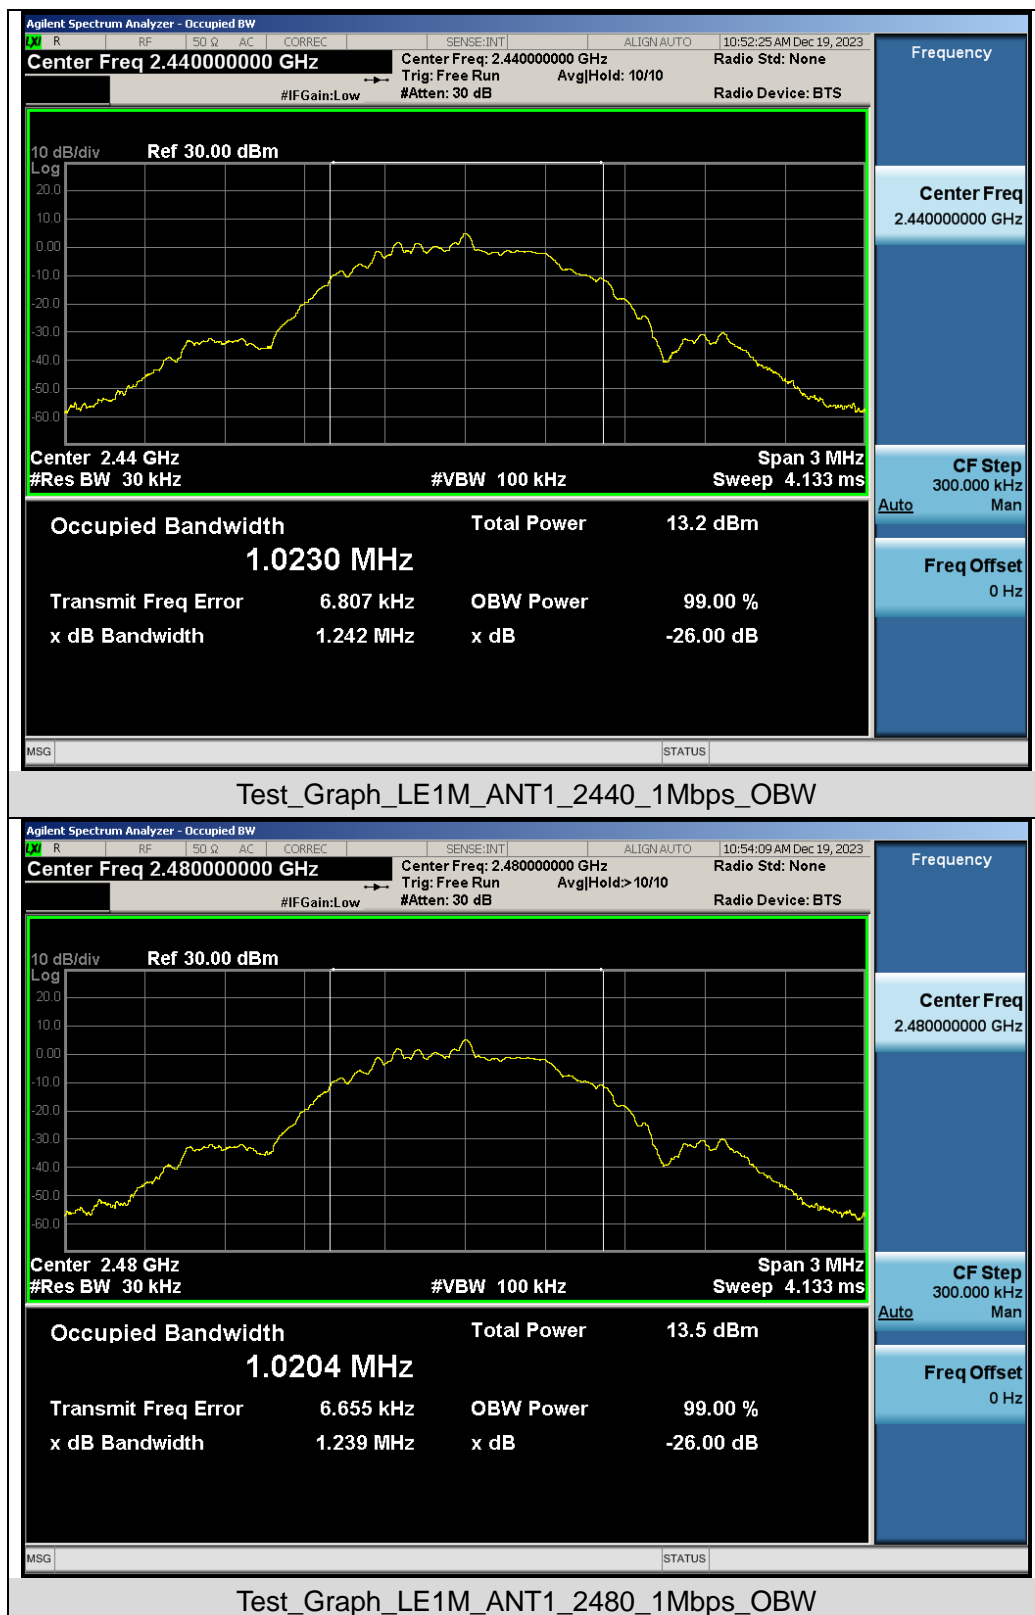 Agilent Spectrum Analyzer - Occupied BW
LXI R RF 50 Ω AC CORREC SENSE:INT ALIGN AUTO 10:52:25 AM Dec 19, 2023
Center Freq 2.440000000 GHz Center Freq: 2.440000000 GHz Radio Std: None
Trig: Free Run Avg|Hold: 10/10
#IFGain:Low #Atten: 30 dB Radio Device: BTS
Frequency
10 dB/div Ref 30.00 dBm
Log
20.0
10.0
0.00
-10.0
-20.0
-30.0
-40.0
-50.0
-60.0
Center 2.44 GHz Span 3 MHz
#Res BW 30 kHz #VBW 100 kHz Sweep 4.133 ms
Center Freq
2.440000000 GHz
CF Step
300.000 kHz
Auto Man
Freq Offset
0 Hz
Occupied Bandwidth Total Power 13.2 dBm
1.0230 MHz
Transmit Freq Error 6.807 kHz OBW Power 99.00 %
x dB Bandwidth 1.242 MHz x dB -26.00 dB
MSG STATUS
Test_Graph_LE1M_ANT1_2440_1Mbps_OBW
Agilent Spectrum Analyzer - Occupied BW
LXI R RF 50 Ω AC CORREC SENSE:INT ALIGN AUTO 10:54:09 AM Dec 19, 2023
Center Freq 2.480000000 GHz Center Freq: 2.480000000 GHz Radio Std: None
Trig: Free Run Avg|Hold:>10/10
#IFGain:Low #Atten: 30 dB Radio Device: BTS
Frequency
10 dB/div Ref 30.00 dBm
Log
20.0
10.0
0.00
-10.0
-20.0
-30.0
-40.0
-50.0
-60.0
Center 2.48 GHz Span 3 MHz
#Res BW 30 kHz #VBW 100 kHz Sweep 4.133 ms
Center Freq
2.480000000 GHz
CF Step
300.000 kHz
Auto Man
Freq Offset
0 Hz
Occupied Bandwidth Total Power 13.5 dBm
1.0204 MHz
Transmit Freq Error 6.655 kHz OBW Power 99.00 %
x dB Bandwidth 1.239 MHz x dB -26.00 dB
MSG STATUS
Test_Graph_LE1M_ANT1_2480_1Mbps_OBW